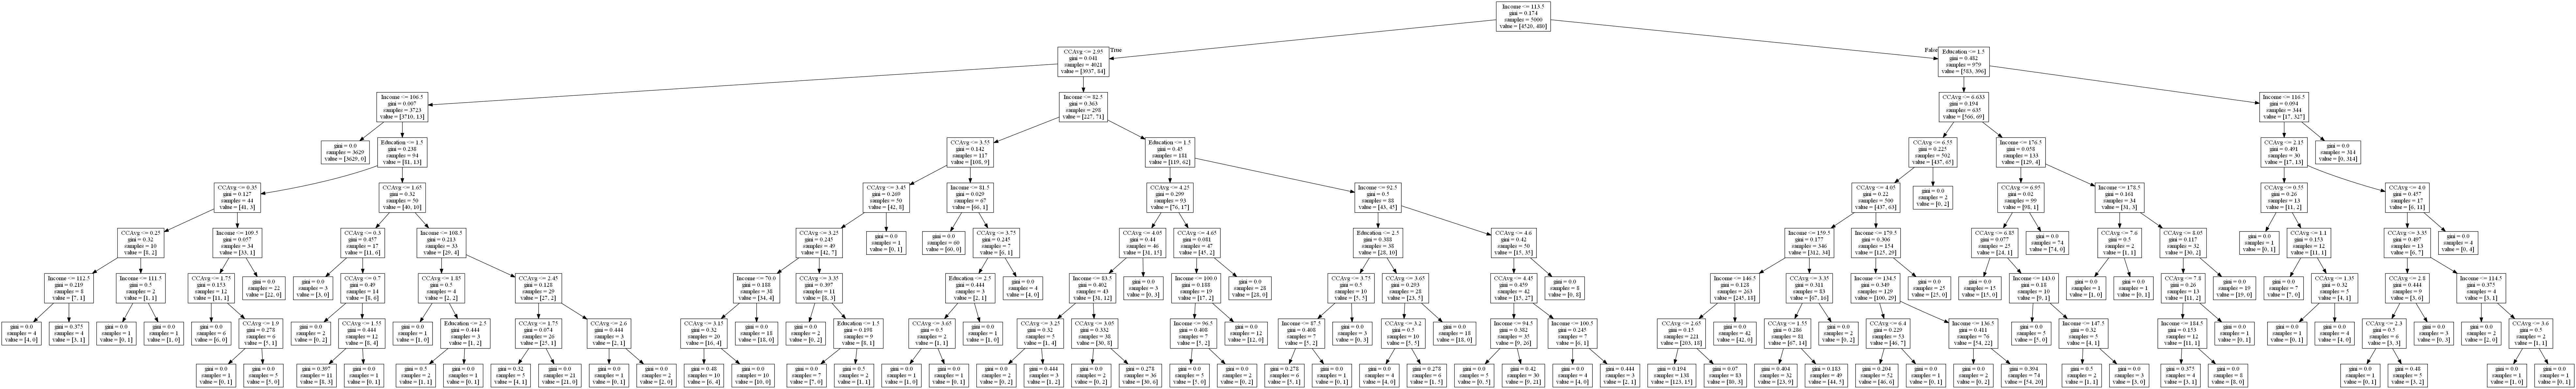 Income <= 113.5
gini = 0.174
samples = 5000
value = [4520, 480]
True
False
CCAvg <= 2.95
gini = 0.041
samples = 4021
value = [3937, 84]
Education <= 1.5
gini = 0.482
samples = 979
value = [583, 396]
Income <= 106.5
gini = 0.007
samples = 3723
value = [3710, 13]
Income <= 82.5
gini = 0.363
samples = 298
value = [227, 71]
CCAvg <= 6.633
gini = 0.194
samples = 635
value = [566, 69]
Income <= 116.5
gini = 0.094
samples = 344
value = [17, 327]
gini = 0.0
samples = 3629
value = [3629, 0]
Education <= 1.5
gini = 0.238
samples = 94
value = [81, 13]
CCAvg <= 3.55
gini = 0.142
samples = 117
value = [108, 9]
Education <= 1.5
gini = 0.45
samples = 181
value = [119, 62]
CCAvg <= 6.55
gini = 0.225
samples = 502
value = [437, 65]
Income <= 176.5
gini = 0.058
samples = 133
value = [129, 4]
CCAvg <= 2.15
gini = 0.491
samples = 30
value = [17, 13]
gini = 0.0
samples = 314
value = [0, 314]
CCAvg <= 0.35
gini = 0.127
samples = 44
value = [41, 3]
CCAvg <= 1.65
gini = 0.32
samples = 50
value = [40, 10]
CCAvg <= 3.45
gini = 0.269
samples = 50
value = [42, 8]
Income <= 81.5
gini = 0.029
samples = 67
value = [66, 1]
CCAvg <= 4.25
gini = 0.299
samples = 93
value = [76, 17]
Income <= 92.5
gini = 0.5
samples = 88
value = [43, 45]
CCAvg <= 4.05
gini = 0.22
samples = 500
value = [437, 63]
gini = 0.0
samples = 2
value = [0, 2]
CCAvg <= 6.95
gini = 0.02
samples = 99
value = [98, 1]
Income <= 178.5
gini = 0.161
samples = 34
value = [31, 3]
CCAvg <= 0.55
gini = 0.26
samples = 13
value = [11, 2]
CCAvg <= 4.0
gini = 0.457
samples = 17
value = [6, 11]
CCAvg <= 0.25
gini = 0.32
samples = 10
value = [8, 2]
Income <= 109.5
gini = 0.057
samples = 34
value = [33, 1]
CCAvg <= 0.3
gini = 0.457
samples = 17
value = [11, 6]
Income <= 108.5
gini = 0.213
samples = 33
value = [29, 4]
CCAvg <= 3.25
gini = 0.245
samples = 49
value = [42, 7]
gini = 0.0
samples = 1
value = [0, 1]
gini = 0.0
samples = 60
value = [60, 0]
CCAvg <= 3.75
gini = 0.245
samples = 7
value = [6, 1]
CCAvg <= 4.05
gini = 0.44
samples = 46
value = [31, 15]
CCAvg <= 4.65
gini = 0.081
samples = 47
value = [45, 2]
Education <= 2.5
gini = 0.388
samples = 38
value = [28, 10]
CCAvg <= 4.6
gini = 0.42
samples = 50
value = [15, 35]
Income <= 159.5
gini = 0.177
samples = 346
value = [312, 34]
Income <= 179.5
gini = 0.306
samples = 154
value = [125, 29]
CCAvg <= 6.85
gini = 0.077
samples = 25
value = [24, 1]
gini = 0.0
samples = 74
value = [74, 0]
CCAvg <= 7.6
gini = 0.5
samples = 2
value = [1, 1]
CCAvg <= 8.05
gini = 0.117
samples = 32
value = [30, 2]
gini = 0.0
samples = 1
value = [0, 1]
CCAvg <= 1.1
gini = 0.153
samples = 12
value = [11, 1]
CCAvg <= 3.35
gini = 0.497
samples = 13
value = [6, 7]
gini = 0.0
samples = 4
value = [0, 4]
Income <= 112.5
gini = 0.219
samples = 8
value = [7, 1]
Income <= 111.5
gini = 0.5
samples = 2
value = [1, 1]
CCAvg <= 1.75
gini = 0.153
samples = 12
value = [11, 1]
gini = 0.0
samples = 22
value = [22, 0]
gini = 0.0
samples = 3
value = [3, 0]
CCAvg <= 0.7
gini = 0.49
samples = 14
value = [8, 6]
CCAvg <= 1.85
gini = 0.5
samples = 4
value = [2, 2]
CCAvg <= 2.45
gini = 0.128
samples = 29
value = [27, 2]
Income <= 70.0
gini = 0.188
samples = 38
value = [34, 4]
CCAvg <= 3.35
gini = 0.397
samples = 11
value = [8, 3]
Education <= 2.5
gini = 0.444
samples = 3
value = [2, 1]
gini = 0.0
samples = 4
value = [4, 0]
Income <= 83.5
gini = 0.402
samples = 43
value = [31, 12]
gini = 0.0
samples = 3
value = [0, 3]
Income <= 100.0
gini = 0.188
samples = 19
value = [17, 2]
gini = 0.0
samples = 28
value = [28, 0]
CCAvg <= 3.75
gini = 0.5
samples = 10
value = [5, 5]
CCAvg <= 3.65
gini = 0.293
samples = 28
value = [23, 5]
CCAvg <= 4.45
gini = 0.459
samples = 42
value = [15, 27]
gini = 0.0
samples = 8
value = [0, 8]
Income <= 146.5
gini = 0.128
samples = 263
value = [245, 18]
CCAvg <= 3.35
gini = 0.311
samples = 83
value = [67, 16]
Income <= 134.5
gini = 0.349
samples = 129
value = [100, 29]
gini = 0.0
samples = 25
value = [25, 0]
gini = 0.0
samples = 15
value = [15, 0]
Income <= 143.0
gini = 0.18
samples = 10
value = [9, 1]
gini = 0.0
samples = 1
value = [1, 0]
gini = 0.0
samples = 1
value = [0, 1]
CCAvg <= 7.8
gini = 0.26
samples = 13
value = [11, 2]
gini = 0.0
samples = 19
value = [19, 0]
gini = 0.0
samples = 7
value = [7, 0]
CCAvg <= 1.35
gini = 0.32
samples = 5
value = [4, 1]
CCAvg <= 2.8
gini = 0.444
samples = 9
value = [3, 6]
Income <= 114.5
gini = 0.375
samples = 4
value = [3, 1]
gini = 0.0
samples = 4
value = [4, 0]
gini = 0.375
samples = 4
value = [3, 1]
gini = 0.0
samples = 1
value = [0, 1]
gini = 0.0
samples = 1
value = [1, 0]
gini = 0.0
samples = 6
value = [6, 0]
CCAvg <= 1.9
gini = 0.278
samples = 6
value = [5, 1]
gini = 0.0
samples = 2
value = [0, 2]
CCAvg <= 1.55
gini = 0.444
samples = 12
value = [8, 4]
gini = 0.0
samples = 1
value = [1, 0]
Education <= 2.5
gini = 0.444
samples = 3
value = [1, 2]
CCAvg <= 1.75
gini = 0.074
samples = 26
value = [25, 1]
CCAvg <= 2.6
gini = 0.444
samples = 3
value = [2, 1]
CCAvg <= 3.15
gini = 0.32
samples = 20
value = [16, 4]
gini = 0.0
samples = 18
value = [18, 0]
gini = 0.0
samples = 2
value = [0, 2]
Education <= 1.5
gini = 0.198
samples = 9
value = [8, 1]
CCAvg <= 3.65
gini = 0.5
samples = 2
value = [1, 1]
gini = 0.0
samples = 1
value = [1, 0]
CCAvg <= 3.25
gini = 0.32
samples = 5
value = [1, 4]
CCAvg <= 3.05
gini = 0.332
samples = 38
value = [30, 8]
Income <= 96.5
gini = 0.408
samples = 7
value = [5, 2]
gini = 0.0
samples = 12
value = [12, 0]
Income <= 87.5
gini = 0.408
samples = 7
value = [5, 2]
gini = 0.0
samples = 3
value = [0, 3]
CCAvg <= 3.2
gini = 0.5
samples = 10
value = [5, 5]
gini = 0.0
samples = 18
value = [18, 0]
Income <= 94.5
gini = 0.382
samples = 35
value = [9, 26]
Income <= 100.5
gini = 0.245
samples = 7
value = [6, 1]
CCAvg <= 2.65
gini = 0.15
samples = 221
value = [203, 18]
gini = 0.0
samples = 42
value = [42, 0]
CCAvg <= 1.55
gini = 0.286
samples = 81
value = [67, 14]
gini = 0.0
samples = 2
value = [0, 2]
CCAvg <= 6.4
gini = 0.229
samples = 53
value = [46, 7]
Income <= 136.5
gini = 0.411
samples = 76
value = [54, 22]
gini = 0.0
samples = 5
value = [5, 0]
Income <= 147.5
gini = 0.32
samples = 5
value = [4, 1]
Income <= 184.5
gini = 0.153
samples = 12
value = [11, 1]
gini = 0.0
samples = 1
value = [0, 1]
gini = 0.0
samples = 1
value = [0, 1]
gini = 0.0
samples = 4
value = [4, 0]
CCAvg <= 2.3
gini = 0.5
samples = 6
value = [3, 3]
gini = 0.0
samples = 3
value = [0, 3]
gini = 0.0
samples = 2
value = [2, 0]
CCAvg <= 3.6
gini = 0.5
samples = 2
value = [1, 1]
gini = 0.0
samples = 1
value = [0, 1]
gini = 0.0
samples = 5
value = [5, 0]
gini = 0.397
samples = 11
value = [8, 3]
gini = 0.0
samples = 1
value = [0, 1]
gini = 0.5
samples = 2
value = [1, 1]
gini = 0.0
samples = 1
value = [0, 1]
gini = 0.32
samples = 5
value = [4, 1]
gini = 0.0
samples = 21
value = [21, 0]
gini = 0.0
samples = 1
value = [0, 1]
gini = 0.0
samples = 2
value = [2, 0]
gini = 0.48
samples = 10
value = [6, 4]
gini = 0.0
samples = 10
value = [10, 0]
gini = 0.0
samples = 7
value = [7, 0]
gini = 0.5
samples = 2
value = [1, 1]
gini = 0.0
samples = 1
value = [1, 0]
gini = 0.0
samples = 1
value = [0, 1]
gini = 0.0
samples = 2
value = [0, 2]
gini = 0.444
samples = 3
value = [1, 2]
gini = 0.0
samples = 2
value = [0, 2]
gini = 0.278
samples = 36
value = [30, 6]
gini = 0.0
samples = 5
value = [5, 0]
gini = 0.0
samples = 2
value = [0, 2]
gini = 0.278
samples = 6
value = [5, 1]
gini = 0.0
samples = 1
value = [0, 1]
gini = 0.0
samples = 4
value = [4, 0]
gini = 0.278
samples = 6
value = [1, 5]
gini = 0.0
samples = 5
value = [0, 5]
gini = 0.42
samples = 30
value = [9, 21]
gini = 0.0
samples = 4
value = [4, 0]
gini = 0.444
samples = 3
value = [2, 1]
gini = 0.194
samples = 138
value = [123, 15]
gini = 0.07
samples = 83
value = [80, 3]
gini = 0.404
samples = 32
value = [23, 9]
gini = 0.183
samples = 49
value = [44, 5]
gini = 0.204
samples = 52
value = [46, 6]
gini = 0.0
samples = 1
value = [0, 1]
gini = 0.0
samples = 2
value = [0, 2]
gini = 0.394
samples = 74
value = [54, 20]
gini = 0.5
samples = 2
value = [1, 1]
gini = 0.0
samples = 3
value = [3, 0]
gini = 0.375
samples = 4
value = [3, 1]
gini = 0.0
samples = 8
value = [8, 0]
gini = 0.0
samples = 1
value = [0, 1]
gini = 0.48
samples = 5
value = [3, 2]
gini = 0.0
samples = 1
value = [1, 0]
gini = 0.0
samples = 1
value = [0, 1]